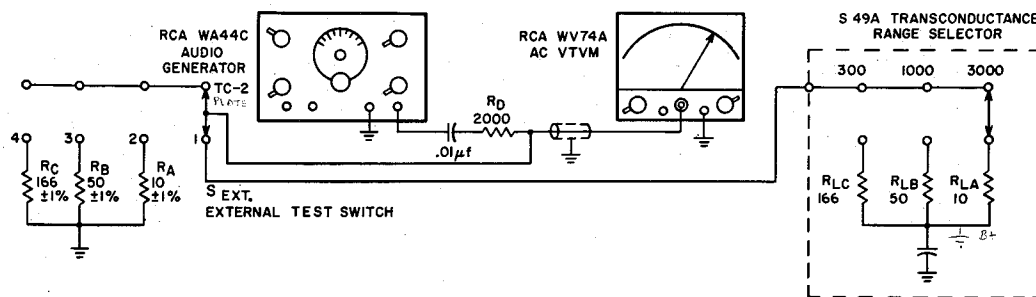 RCA WA44C
AUDIO
GENERATOR
RCA WV74A
AC VTVM
S 49A TRANSCONDUCTANCE
RANGE SELECTOR
300 1000 3000
TC-2
PLATE
RD
2000
.01µf
4 3 2 1
RC
166
±1%
RB
50
±1%
RA
10
±1%
S EXT.
EXTERNAL TEST SWITCH
RLC
166
RLB
50
RLA
10
B+